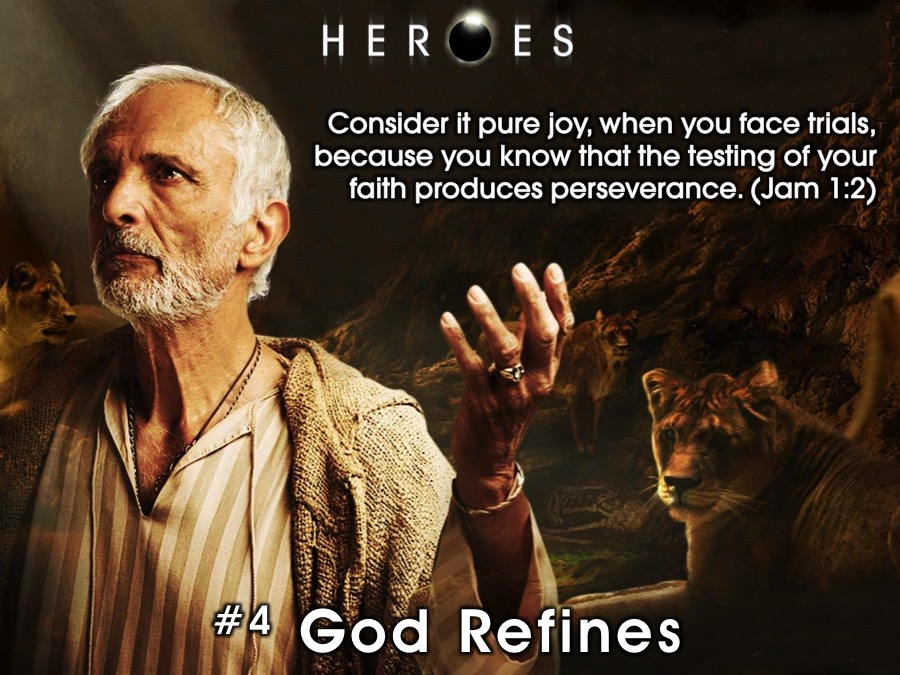 HEROES
Consider it pure joy, when you face trials,
because you know that the testing of your
faith produces perseverance. (Jam 1:2)
#4 God Refines